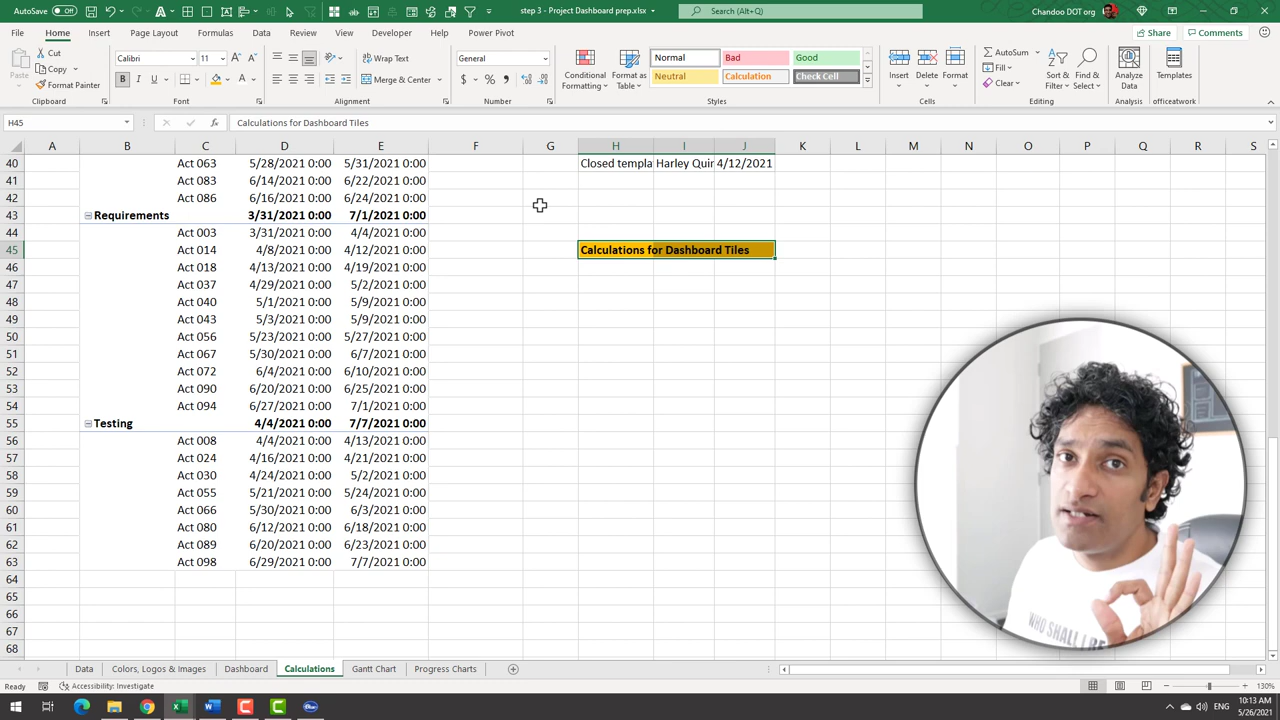 AutoSave Off step 3 - Project Dashboard prep.xlsx Search (Alt+Q) Chandoo DOT org
File Home Insert Page Layout Formulas Data Review View Developer Help Power Pivot Share Comments
Paste Cut Copy Format Painter Clipboard
Calibri 11 B I U Font
Wrap Text Merge & Center Alignment
General $ % Number
Conditional Formatting Format as Table Normal Bad Good Neutral Calculation Check Cell Styles
Insert Delete Format Cells
AutoSum Fill Clear Sort & Filter Find & Select Editing
Analyze Data Analysis
Templates officeatwork
H45 fx Calculations for Dashboard Tiles
A B C D E F G H I J K L M N O P Q R S
40 Act 063 5/28/2021 0:00 5/31/2021 0:00 Closed templa Harley Quir 4/12/2021
41 Act 083 6/14/2021 0:00 6/22/2021 0:00
42 Act 086 6/16/2021 0:00 6/24/2021 0:00
43 Requirements 3/31/2021 0:00 7/1/2021 0:00
44 Act 003 3/31/2021 0:00 4/4/2021 0:00
45 Act 014 4/8/2021 0:00 4/12/2021 0:00 Calculations for Dashboard Tiles
46 Act 018 4/13/2021 0:00 4/19/2021 0:00
47 Act 037 4/29/2021 0:00 5/2/2021 0:00
48 Act 040 5/1/2021 0:00 5/9/2021 0:00
49 Act 043 5/3/2021 0:00 5/9/2021 0:00
50 Act 056 5/23/2021 0:00 5/27/2021 0:00
51 Act 067 5/30/2021 0:00 6/7/2021 0:00
52 Act 072 6/4/2021 0:00 6/10/2021 0:00
53 Act 090 6/20/2021 0:00 6/25/2021 0:00
54 Act 094 6/27/2021 0:00 7/1/2021 0:00
55 Testing 4/4/2021 0:00 7/7/2021 0:00
56 Act 008 4/4/2021 0:00 4/13/2021 0:00
57 Act 024 4/16/2021 0:00 4/21/2021 0:00
58 Act 030 4/24/2021 0:00 5/2/2021 0:00
59 Act 055 5/21/2021 0:00 5/24/2021 0:00
60 Act 066 5/30/2021 0:00 6/3/2021 0:00
61 Act 080 6/12/2021 0:00 6/18/2021 0:00
62 Act 089 6/20/2021 0:00 6/23/2021 0:00
63 Act 098 6/29/2021 0:00 7/7/2021 0:00
64
65
66
67
68
WHO SHALL I
Data Colors, Logos & Images Dashboard Calculations Gantt Chart Progress Charts
Ready Accessibility: Investigate 130%
ENG 10:13 AM
5/26/2021